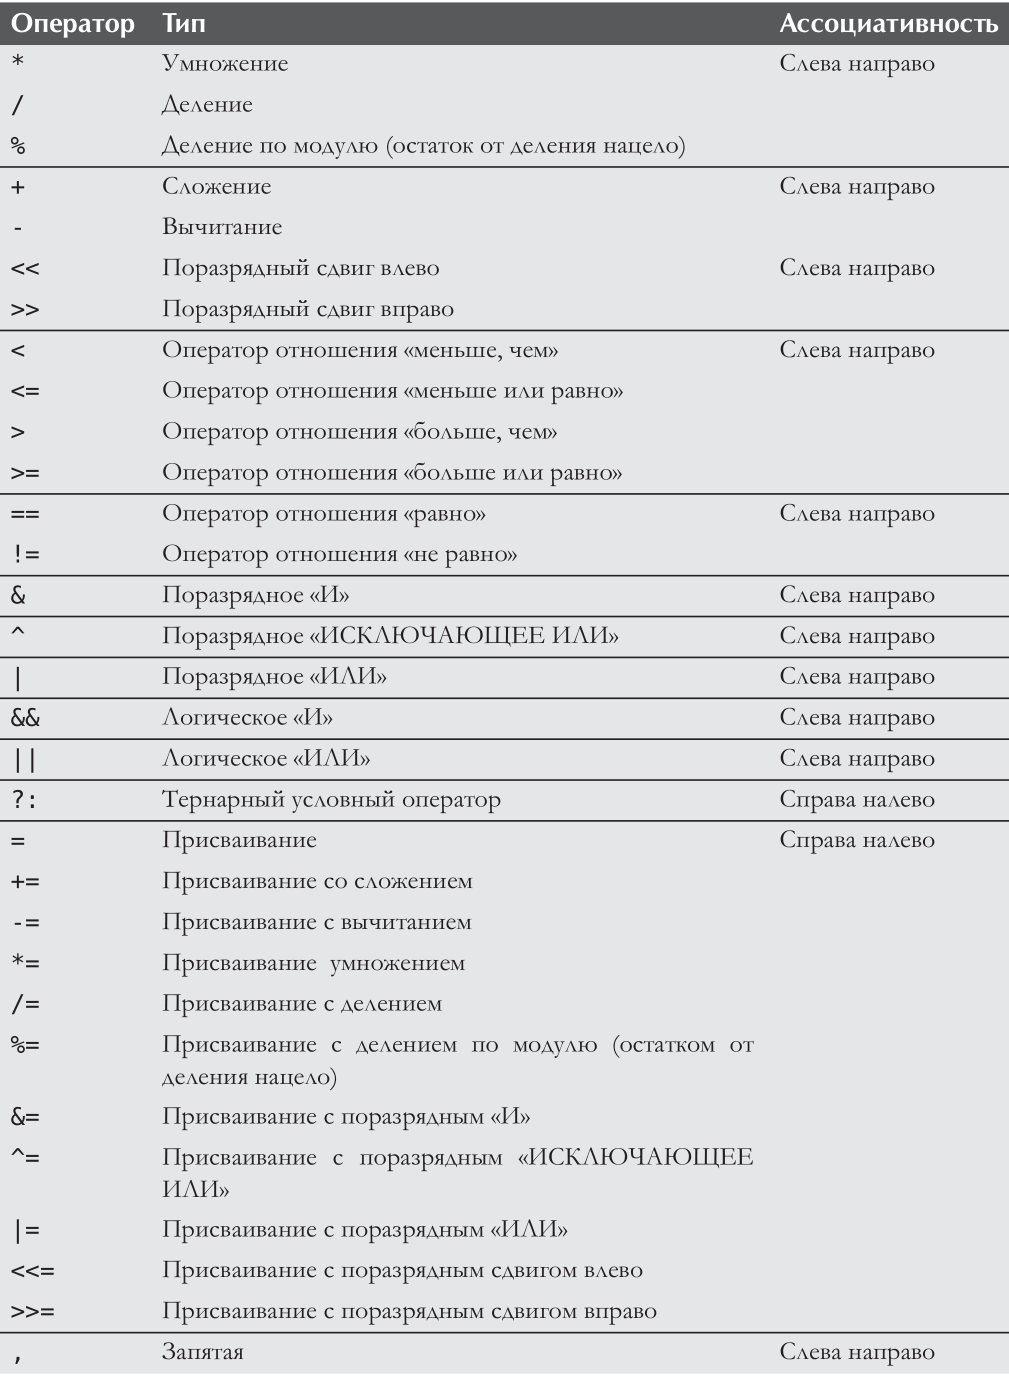 Оператор Тип Ассоциативность
* Умножение Слева направо
/ Деление
% Деление по модулю (остаток от деления нацело)
+ Сложение Слева направо
- Вычитание
<< Поразрядный сдвиг влево Слева направо
>> Поразрядный сдвиг вправо
< Оператор отношения «меньше, чем» Слева направо
<= Оператор отношения «меньше или равно»
> Оператор отношения «больше, чем»
>= Оператор отношения «больше или равно»
== Оператор отношения «равно» Слева направо
!= Оператор отношения «не равно»
& Поразрядное «И» Слева направо
^ Поразрядное «ИСКЛЮЧАЮЩЕЕ ИЛИ» Слева направо
| Поразрядное «ИЛИ» Слева направо
&& Логическое «И» Слева направо
|| Логическое «ИЛИ» Слева направо
?: Тернарный условный оператор Справа налево
= Присваивание Справа налево
+= Присваивание со сложением
-= Присваивание с вычитанием
*= Присваивание умножением
/= Присваивание с делением
%= Присваивание с делением по модулю (остатком от
деления нацело)
&= Присваивание с поразрядным «И»
^= Присваивание с поразрядным «ИСКЛЮЧАЮЩЕЕ
ИЛИ»
|= Присваивание с поразрядным «ИЛИ»
<<= Присваивание с поразрядным сдвигом влево
>>= Присваивание с поразрядным сдвигом вправо
, Запятая Слева направо